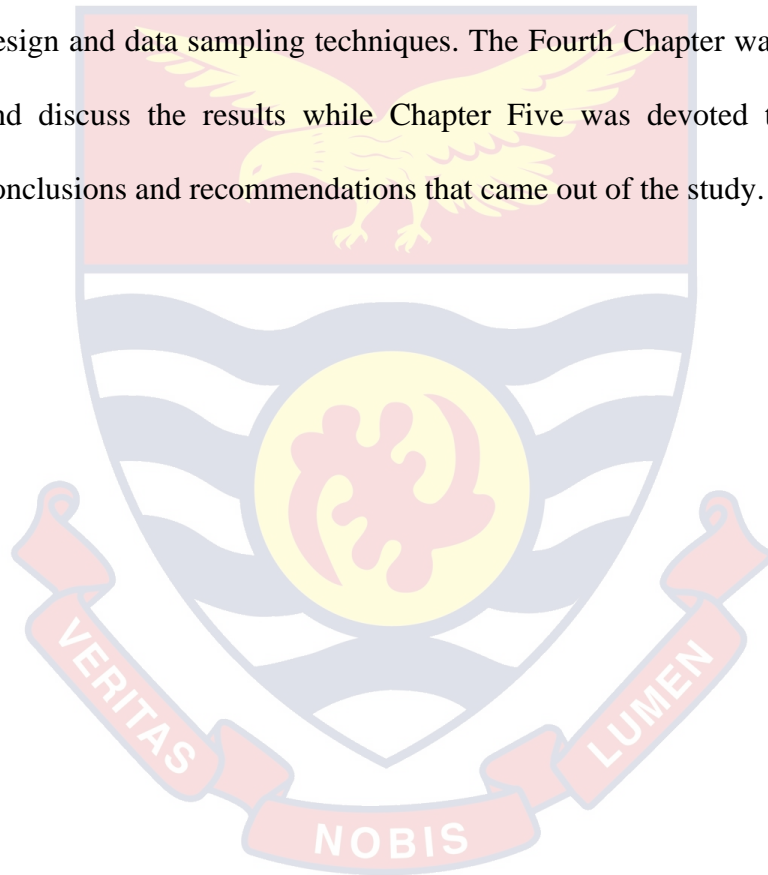 esign and data sampling techniques. The Fourth Chapter wa
nd discuss the results while Chapter Five was devoted t
onclusions and recommendations that came out of the study.
VERITAS
NOBIS
LUMEN